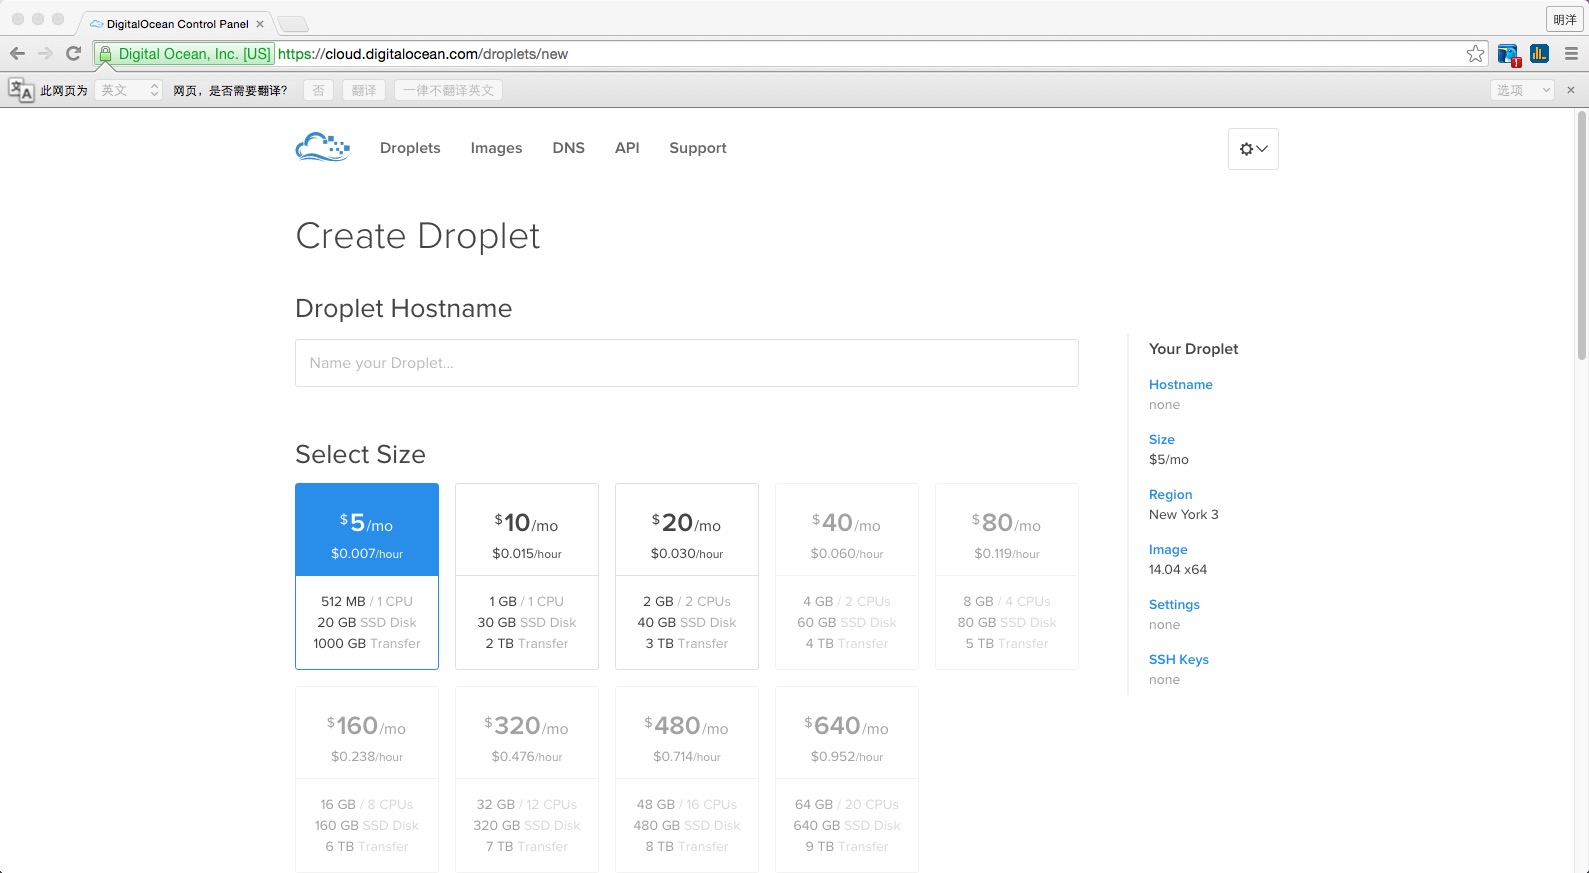 DigitalOcean Control Panel
明洋
Digital Ocean, Inc. [US] https://cloud.digitalocean.com/droplets/new
此网页为 英文 网页，是否需要翻译? 否 翻译 一律不翻译英文 选项
Droplets Images DNS API Support
Create Droplet
Droplet Hostname
Name your Droplet...
Select Size
$5/mo
$0.007/hour
512 MB / 1 CPU
20 GB SSD Disk
1000 GB Transfer
$10/mo
$0.015/hour
1 GB / 1 CPU
30 GB SSD Disk
2 TB Transfer
$20/mo
$0.030/hour
2 GB / 2 CPUs
40 GB SSD Disk
3 TB Transfer
$40/mo
$0.060/hour
4 GB / 2 CPUs
60 GB SSD Disk
4 TB Transfer
$80/mo
$0.119/hour
8 GB / 4 CPUs
80 GB SSD Disk
5 TB Transfer
$160/mo
$0.238/hour
16 GB / 8 CPUs
160 GB SSD Disk
6 TB Transfer
$320/mo
$0.476/hour
32 GB / 12 CPUs
320 GB SSD Disk
7 TB Transfer
$480/mo
$0.714/hour
48 GB / 16 CPUs
480 GB SSD Disk
8 TB Transfer
$640/mo
$0.952/hour
64 GB / 20 CPUs
640 GB SSD Disk
9 TB Transfer
Your Droplet
Hostname
none
Size
$5/mo
Region
New York 3
Image
14.04 x64
Settings
none
SSH Keys
none